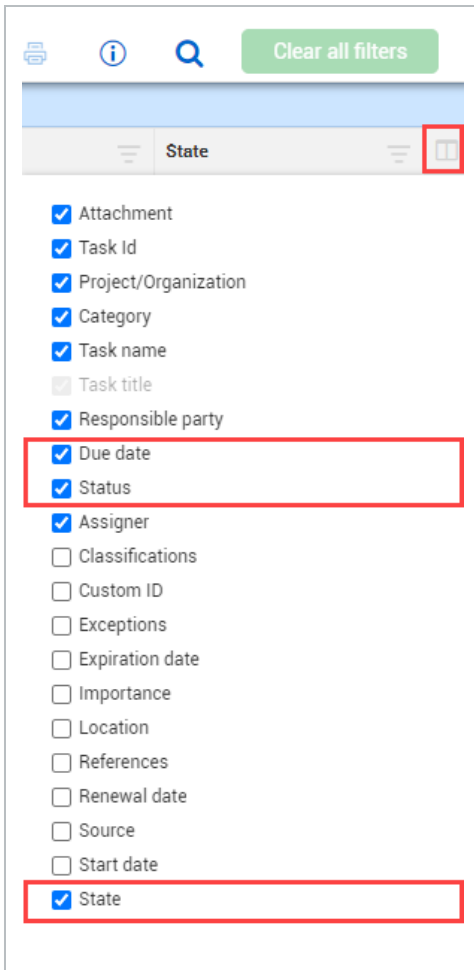 Clear all filters
State
Attachment
Task Id
Project/Organization
Category
Task name
Task title
Responsible party
Due date
Status
Assigner
Classifications
Custom ID
Exceptions
Expiration date
Importance
Location
References
Renewal date
Source
Start date
State